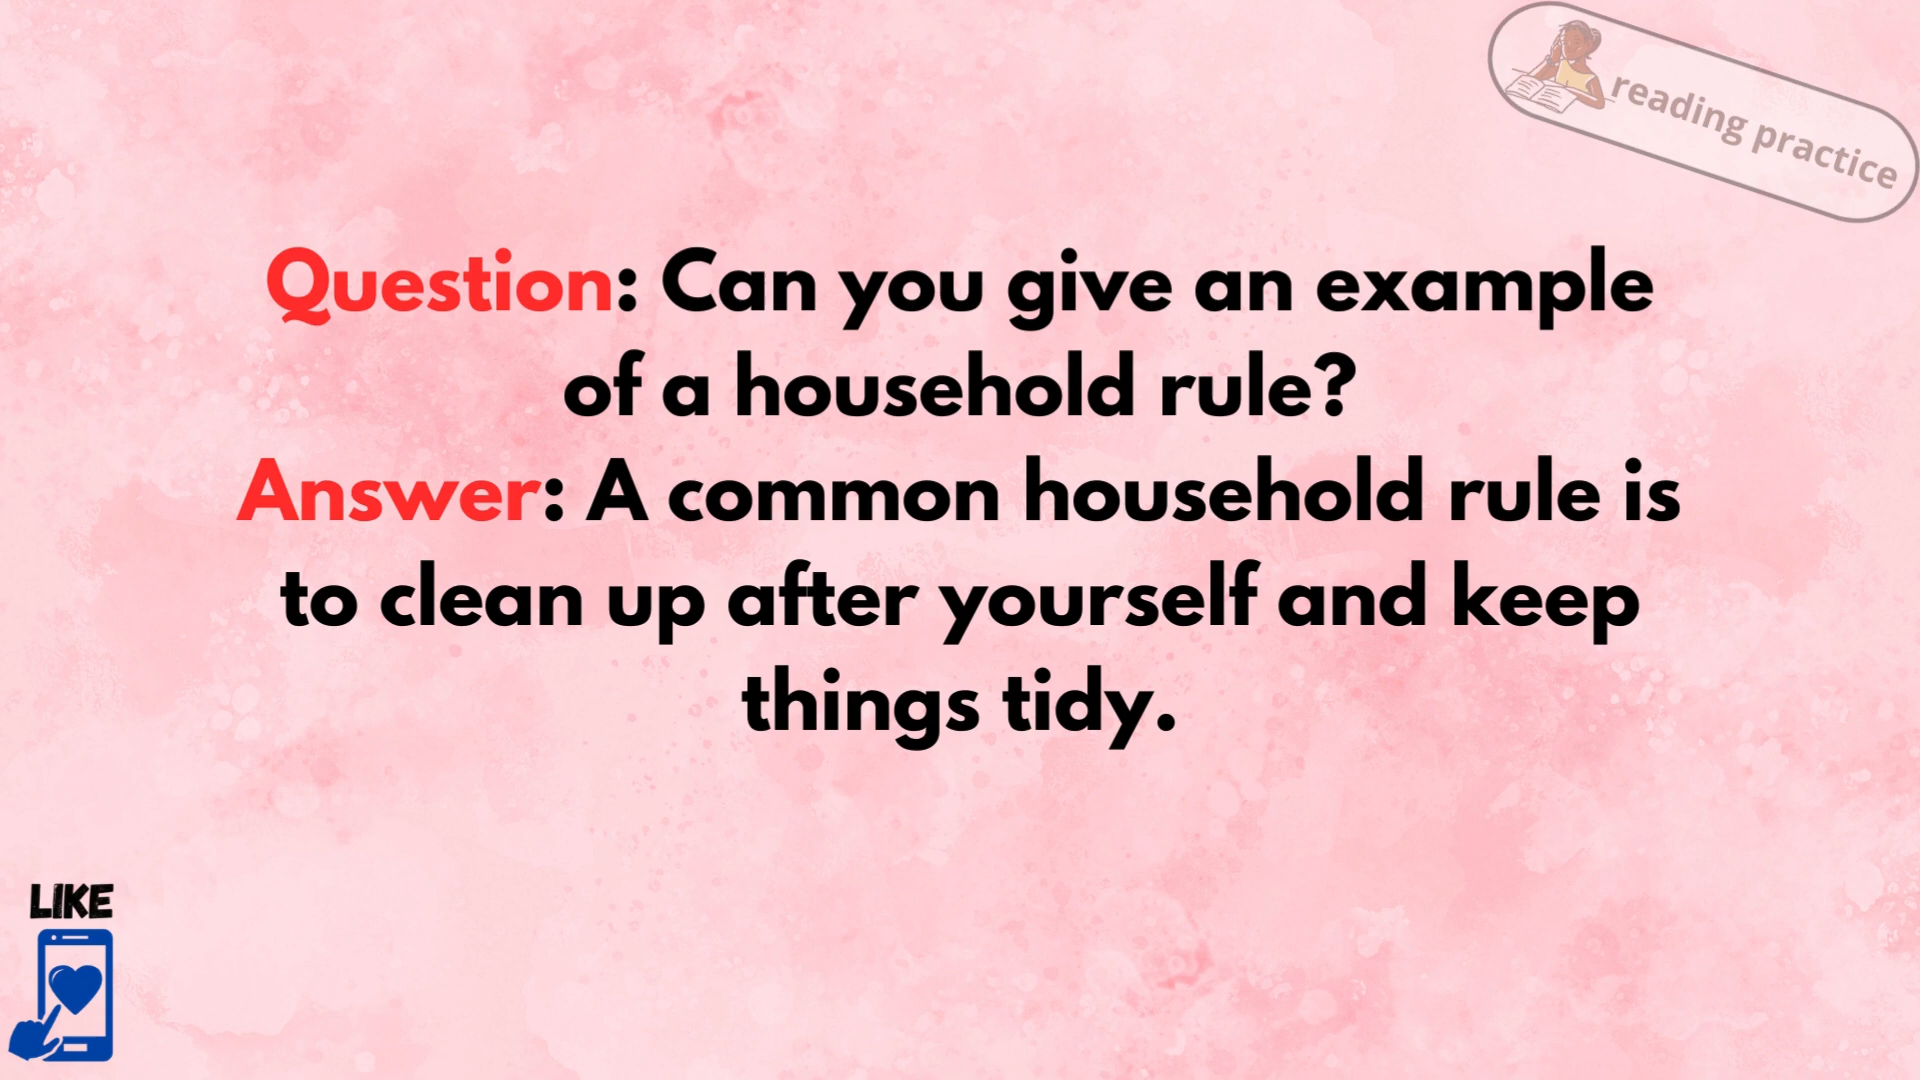 reading practice
Question: Can you give an example
of a household rule?
Answer: A common household rule is
to clean up after yourself and keep
things tidy.
LIKE